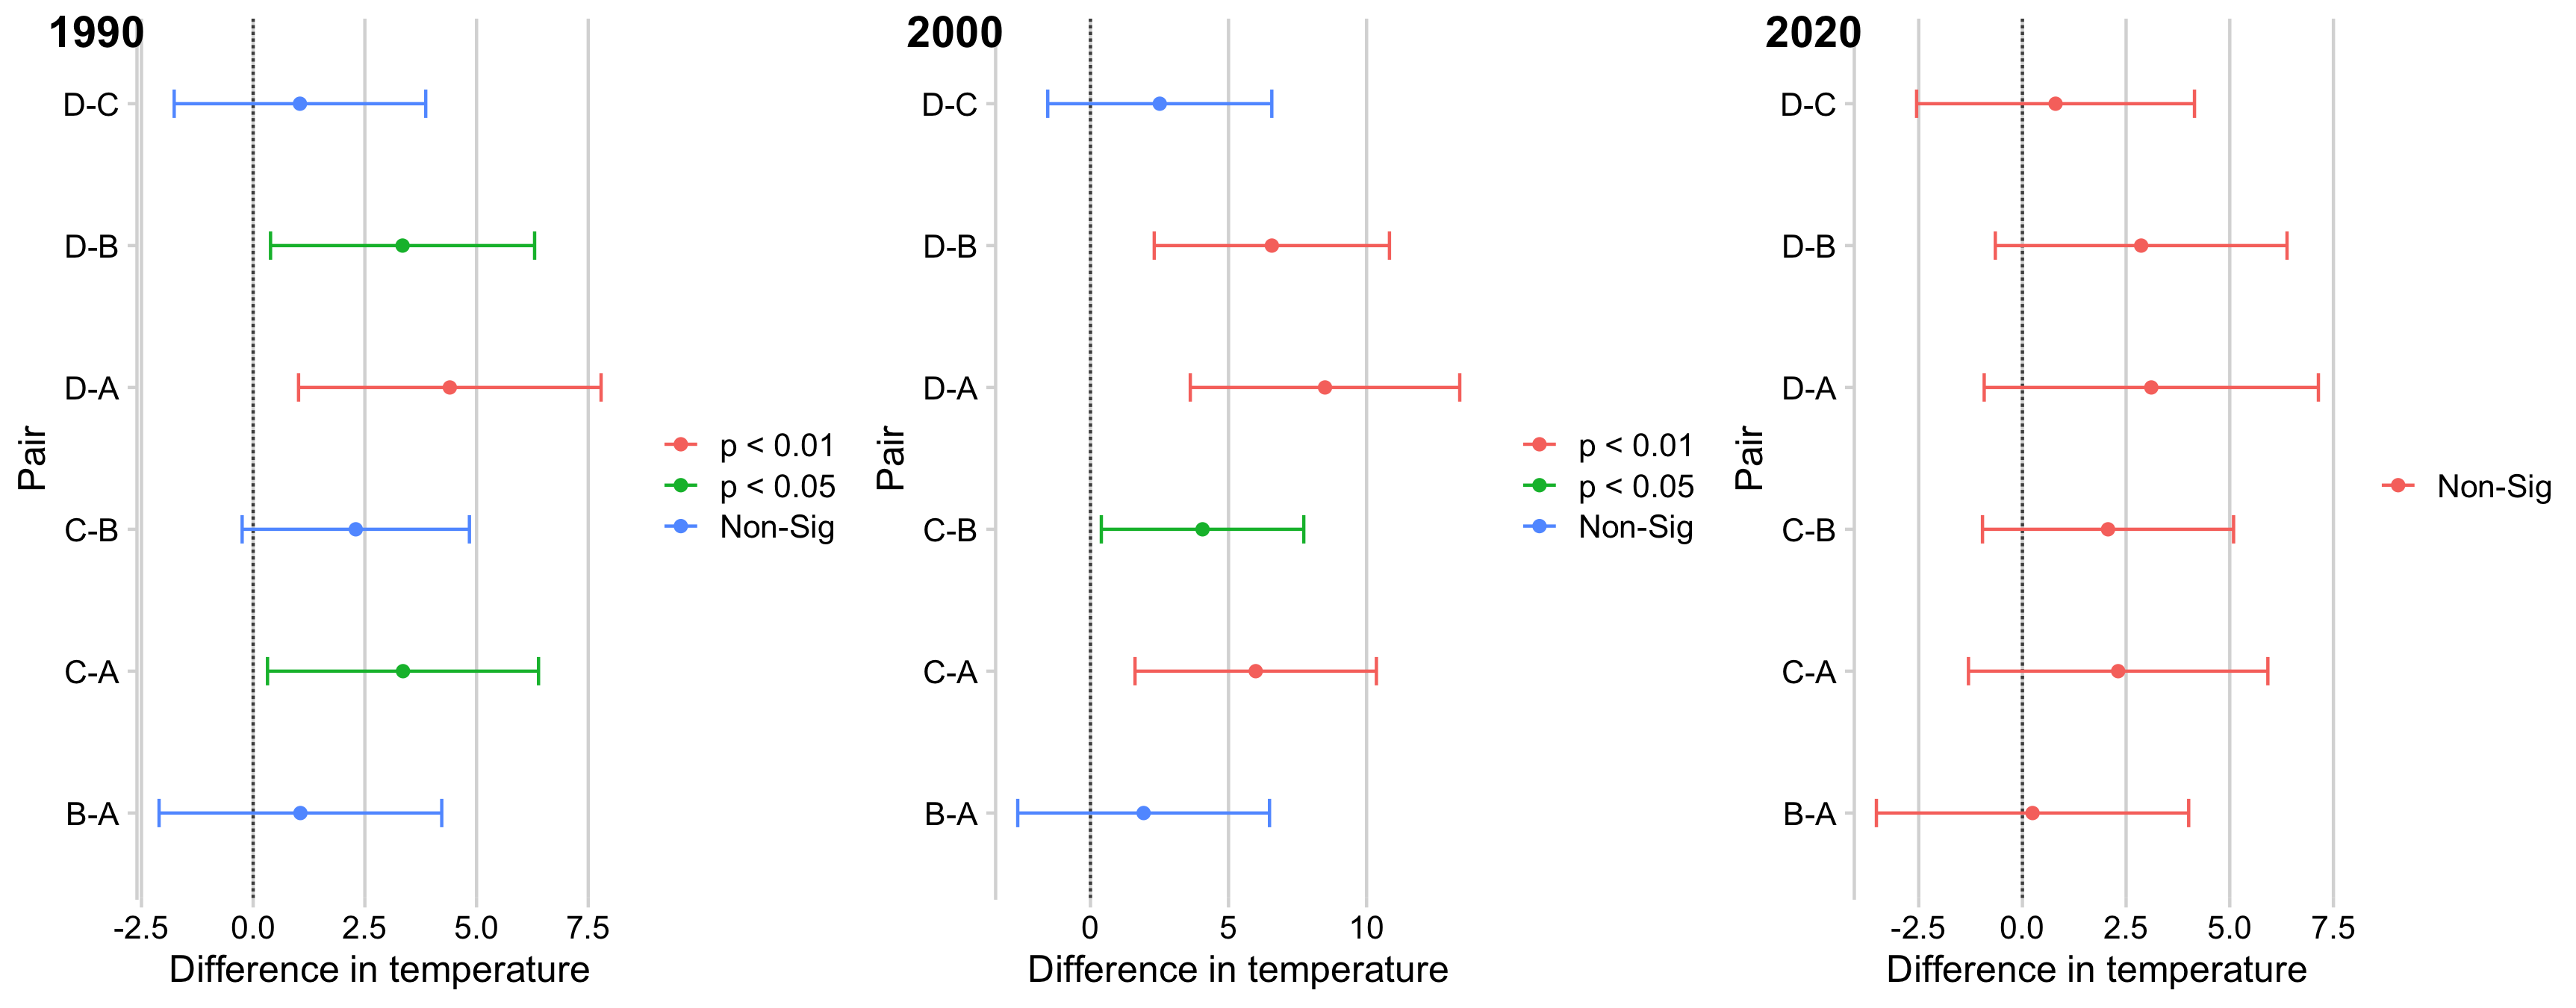 1990
D-C
D-B
D-A
C-B
C-A
B-A
Pair
-2.5 0.0 2.5 5.0 7.5
Difference in temperature
p < 0.01
p < 0.05
Non-Sig
2000
D-C
D-B
D-A
C-B
C-A
B-A
Pair
0 5 10
Difference in temperature
p < 0.01
p < 0.05
Non-Sig
2020
D-C
D-B
D-A
C-B
C-A
B-A
Pair
-2.5 0.0 2.5 5.0 7.5
Difference in temperature
Non-Sig